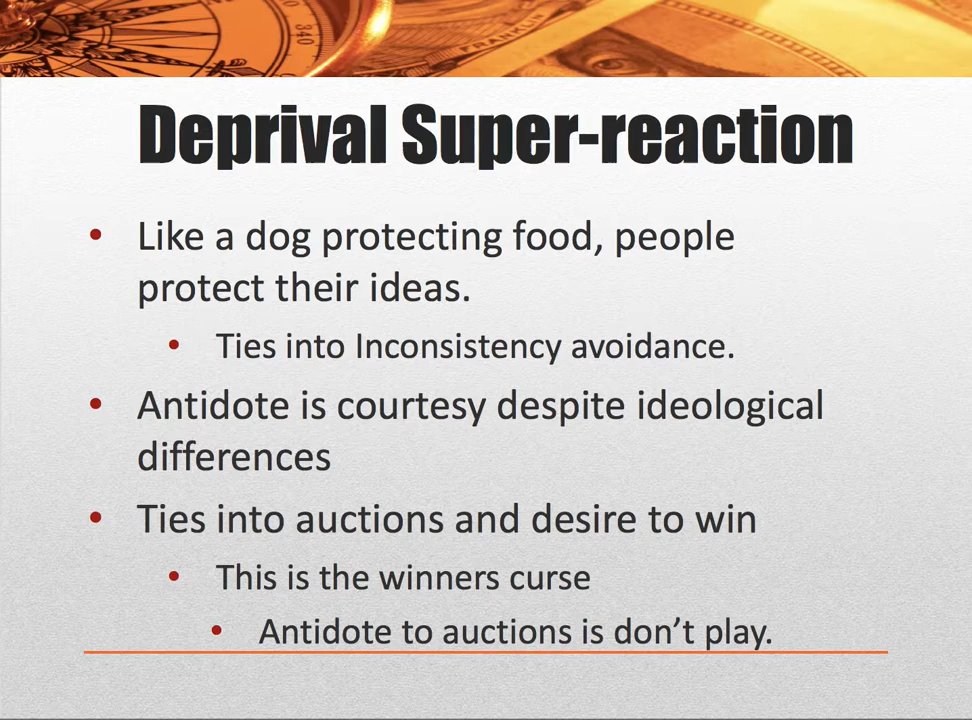 340
FRANKLIN
Deprival Super-reaction
• Like a dog protecting food, people
protect their ideas.
• Ties into Inconsistency avoidance.
• Antidote is courtesy despite ideological
differences
• Ties into auctions and desire to win
• This is the winners curse
• Antidote to auctions is don’t play.